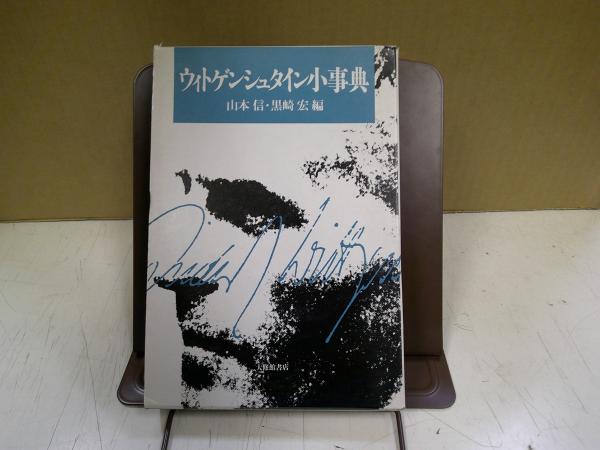 ウィトゲンシュタイン小事典
山本 信・黒崎 宏 編
大修館書店